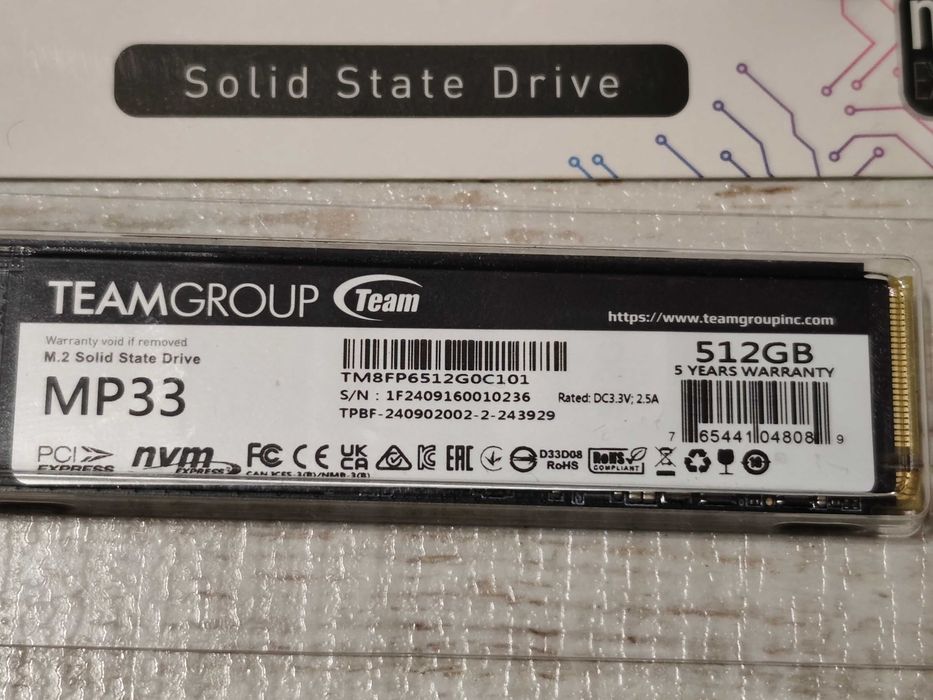 Solid State Drive
TEAMGROUP Team
https://www.teamgroupinc.com
Warranty void if removed
M.2 Solid State Drive
MP33
TM8FP6512G0C101
S/N : 1F2409160010236
TPBF-240902002-2-243929
Rated: DC3.3V; 2.5A
512GB
5 YEARS WARRANTY
7 65441 04808 9
PCI EXPRESS
nvm EXPRESS
FC CE UK CA EAC
CAN ICES-3(B)/NMB-3(B)
D33D08
RoHS
RoHS
COMPLIANT
10